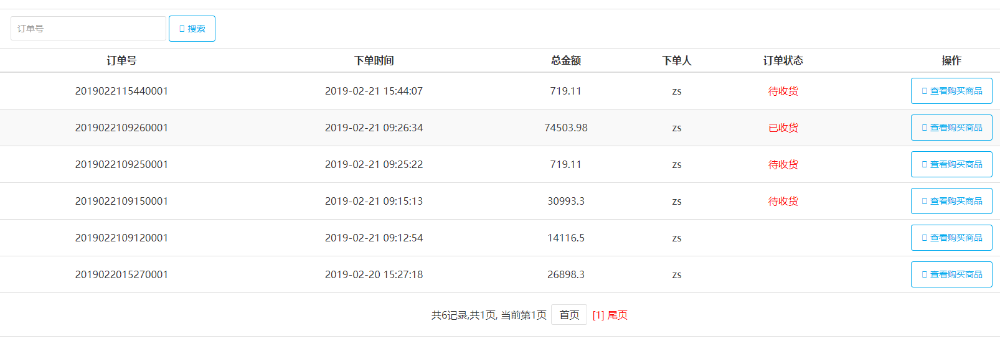 订单号 搜索
订单号 下单时间 总金额 下单人 订单状态 操作
2019022115440001 2019-02-21 15:44:07 719.11 zs 待收货 查看购买商品
2019022109260001 2019-02-21 09:26:34 74503.98 zs 已收货 查看购买商品
2019022109250001 2019-02-21 09:25:22 719.11 zs 待收货 查看购买商品
2019022109150001 2019-02-21 09:15:13 30993.3 zs 待收货 查看购买商品
2019022109120001 2019-02-21 09:12:54 14116.5 zs 查看购买商品
2019022015270001 2019-02-20 15:27:18 26898.3 zs 查看购买商品
共6记录,共1页, 当前第1页 首页 [1] 尾页